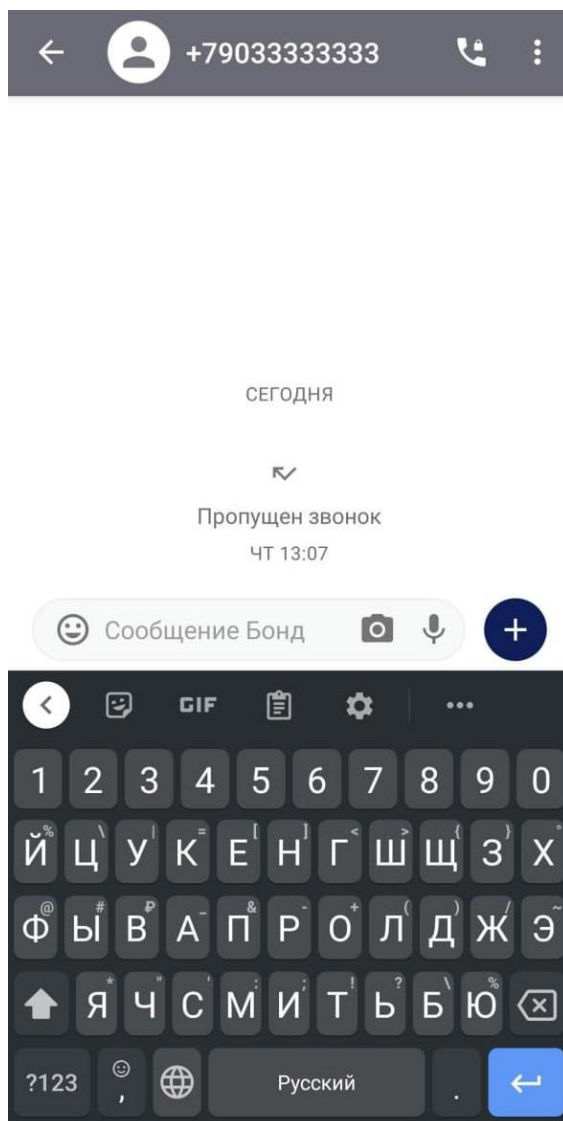 +79033333333
СЕГОДНЯ
Пропущен звонок
ЧТ 13:07
Сообщение Бонд
GIF
1 2 3 4 5 6 7 8 9 0
% \ | = [ ] < > { } °
Й Ц У К Е Н Г Ш Щ З Х
@ # ₽ _ & - + ( ) / ~
Ф Ы В А П Р О Л Д Ж Э
* " ' : ; ! ? \ %
Я Ч С М И Т Ь Б Ю
?123 , Русский .